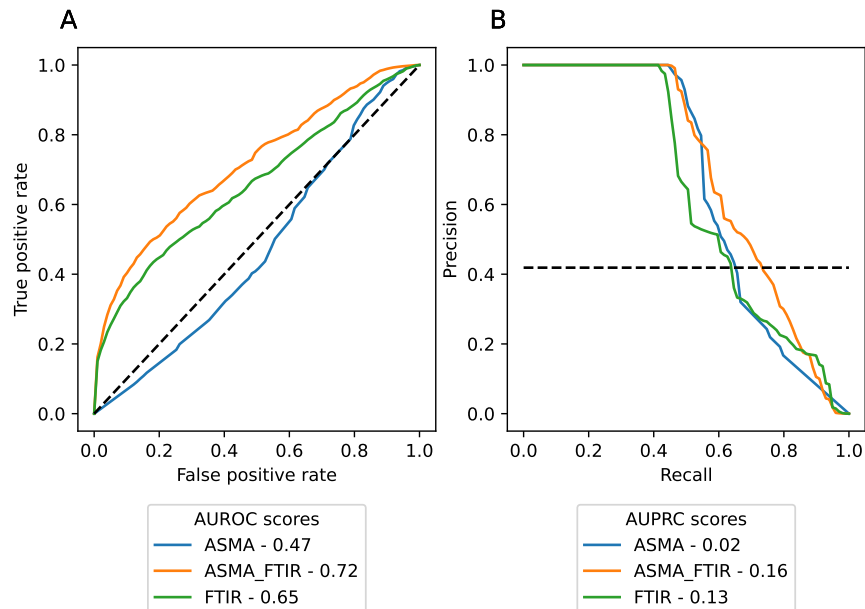 A
1.0
0.8
0.6
0.4
0.2
0.0
True positive rate
0.0 0.2 0.4 0.6 0.8 1.0
False positive rate
AUROC scores
ASMA - 0.47
ASMA_FTIR - 0.72
FTIR - 0.65
B
1.0
0.8
0.6
0.4
0.2
0.0
Precision
0.0 0.2 0.4 0.6 0.8 1.0
Recall
AUPRC scores
ASMA - 0.02
ASMA_FTIR - 0.16
FTIR - 0.13